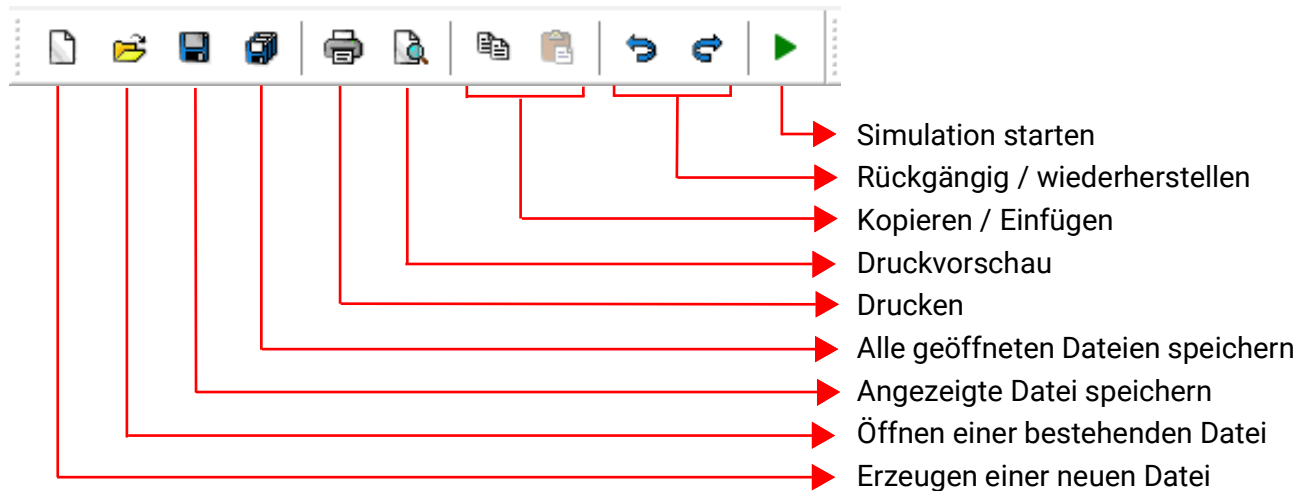 Simulation starten
Rückgängig / wiederherstellen
Kopieren / Einfügen
Druckvorschau
Drucken
Alle geöffneten Dateien speichern
Angezeigte Datei speichern
Öffnen einer bestehenden Datei
Erzeugen einer neuen Datei